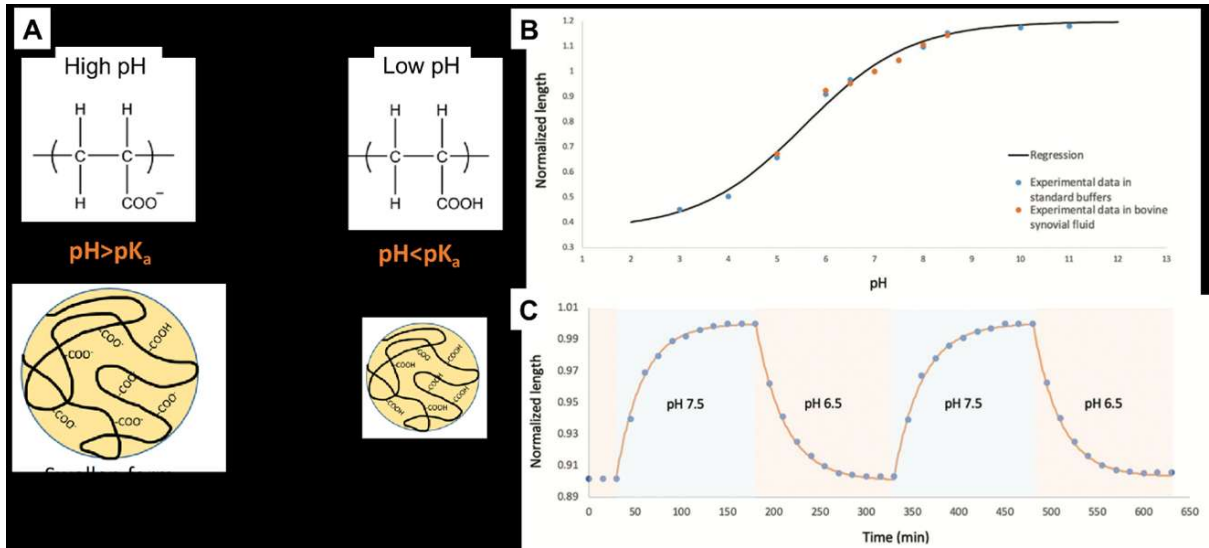 A
High pH
H H
C C
H COO⁻
pH>pKₐ
-COOH
-COO⁻
-COO⁻
-COO⁻
-COO⁻
-COO⁻
Swollen form
Low pH
H H
C C
H COOH
pH<pKₐ
-COOH
-COO⁻
-COOH
-COOH
-COOH
-COOH
-COOH
B
Normalized length
1.2
1.1
1
0.9
0.8
0.7
0.6
0.5
0.4
0.3
1 2 3 4 5 6 7 8 9 10 11 12 13
pH
Regression
Experimental data in
standard buffers
Experimental data in bovine
synovial fluid
C
Normalized length
1.01
0.99
0.97
0.95
0.93
0.91
0.89
pH 7.5
pH 6.5
pH 7.5
pH 6.5
0 50 100 150 200 250 300 350 400 450 500 550 600 650
Time (min)